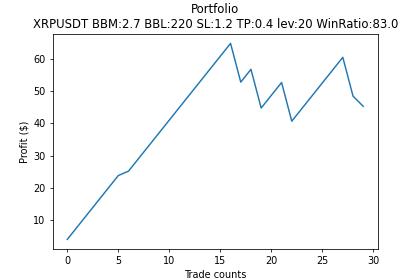 Portfolio
XRPUSDT BBM:2.7 BBL:220 SL:1.2 TP:0.4 lev:20 WinRatio:83.0
60
50
40
30
20
10
Profit ($)
0 5 10 15 20 25 30
Trade counts